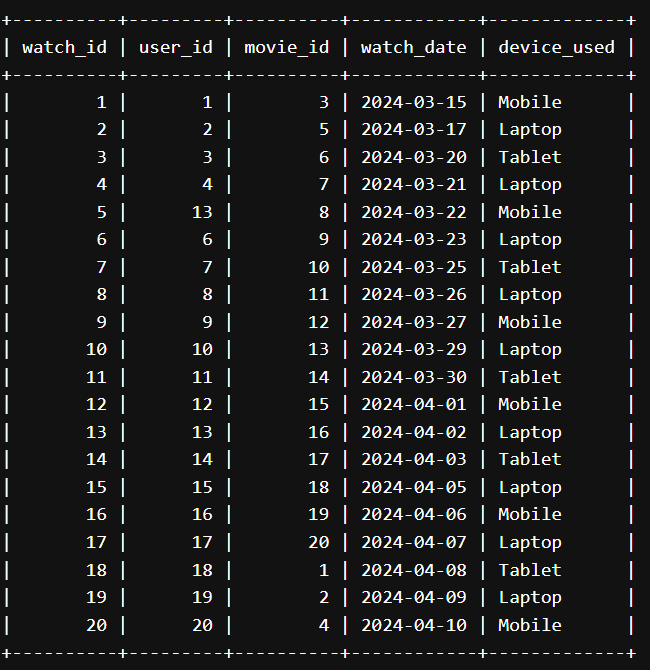 +----------+---------+----------+------------+-------------+
| watch_id | user_id | movie_id | watch_date | device_used |
+----------+---------+----------+------------+-------------+
|        1 |       1 |        3 | 2024-03-15 | Mobile      |
|        2 |       2 |        5 | 2024-03-17 | Laptop      |
|        3 |       3 |        6 | 2024-03-20 | Tablet      |
|        4 |       4 |        7 | 2024-03-21 | Laptop      |
|        5 |      13 |        8 | 2024-03-22 | Mobile      |
|        6 |       6 |        9 | 2024-03-23 | Laptop      |
|        7 |       7 |       10 | 2024-03-25 | Tablet      |
|        8 |       8 |       11 | 2024-03-26 | Laptop      |
|        9 |       9 |       12 | 2024-03-27 | Mobile      |
|       10 |      10 |       13 | 2024-03-29 | Laptop      |
|       11 |      11 |       14 | 2024-03-30 | Tablet      |
|       12 |      12 |       15 | 2024-04-01 | Mobile      |
|       13 |      13 |       16 | 2024-04-02 | Laptop      |
|       14 |      14 |       17 | 2024-04-03 | Tablet      |
|       15 |      15 |       18 | 2024-04-05 | Laptop      |
|       16 |      16 |       19 | 2024-04-06 | Mobile      |
|       17 |      17 |       20 | 2024-04-07 | Laptop      |
|       18 |      18 |        1 | 2024-04-08 | Tablet      |
|       19 |      19 |        2 | 2024-04-09 | Laptop      |
|       20 |      20 |        4 | 2024-04-10 | Mobile      |
+----------+---------+----------+------------+-------------+